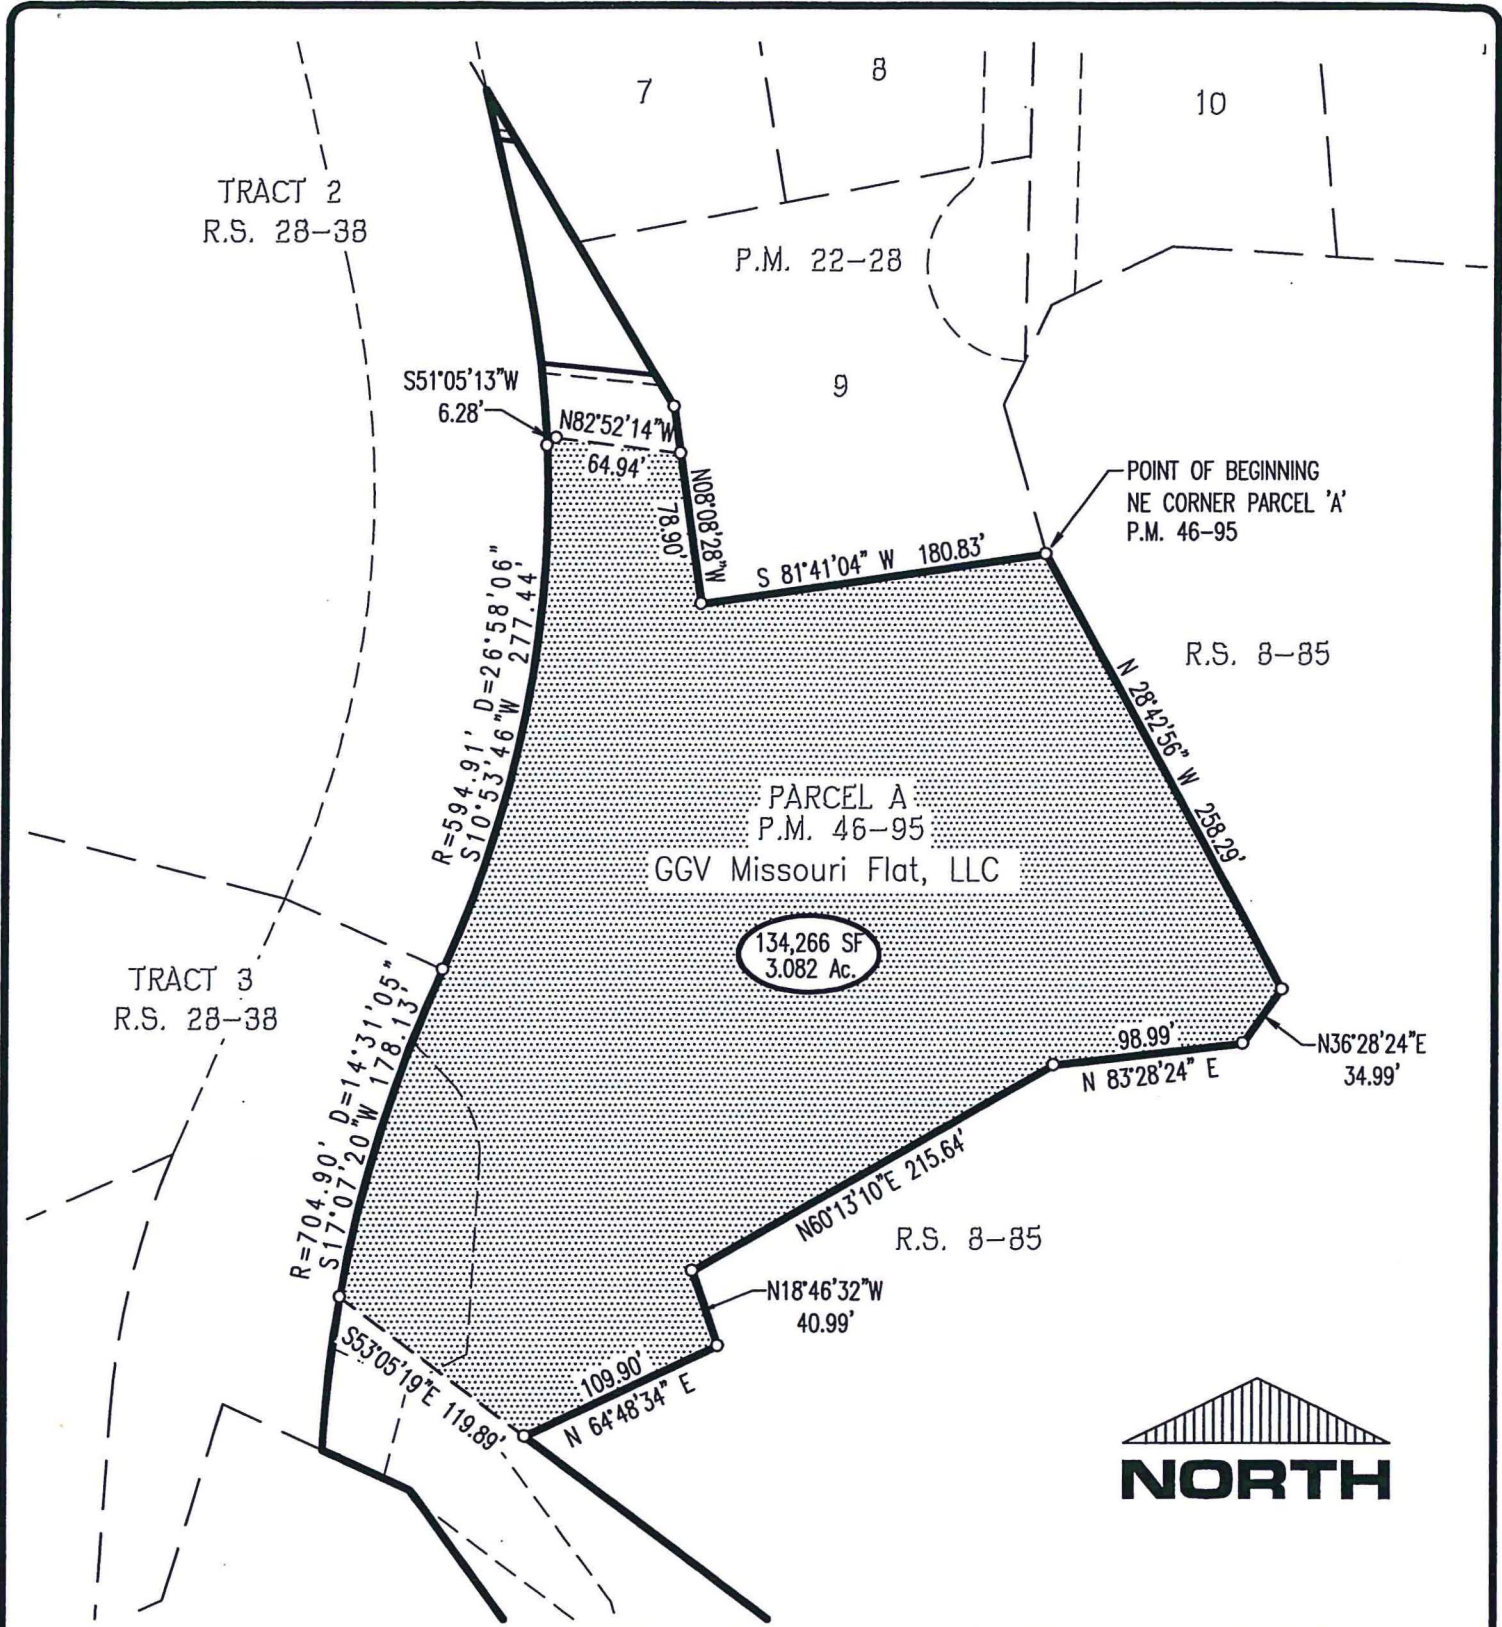 7
8
10
TRACT 2
R.S. 28-38
P.M. 22-28
9
S51°05'13"W
6.28'
N82°52'14"W
64.94'
N08°08'28"W
78.90'
POINT OF BEGINNING
NE CORNER PARCEL 'A'
P.M. 46-95
S 81°41'04" W 180.83'
R.S. 8-85
N 28°42'56" W 258.29'
R=594.91' D=26°58'06"
S10°53'46"W 277.44'
PARCEL A
P.M. 46-95
GGV Missouri Flat, LLC
134,266 SF
3.082 Ac.
TRACT 3
R.S. 28-38
R=704.90' D=14°31'05"
S17°07'20"W 178.13'
98.99'
N 83°28'24" E
N36°28'24"E
34.99'
N60°13'10"E 215.64'
R.S. 8-85
N18°46'32"W
40.99'
S53°05'19"E 119.89'
109.90'
N 64°48'34" E
NORTH